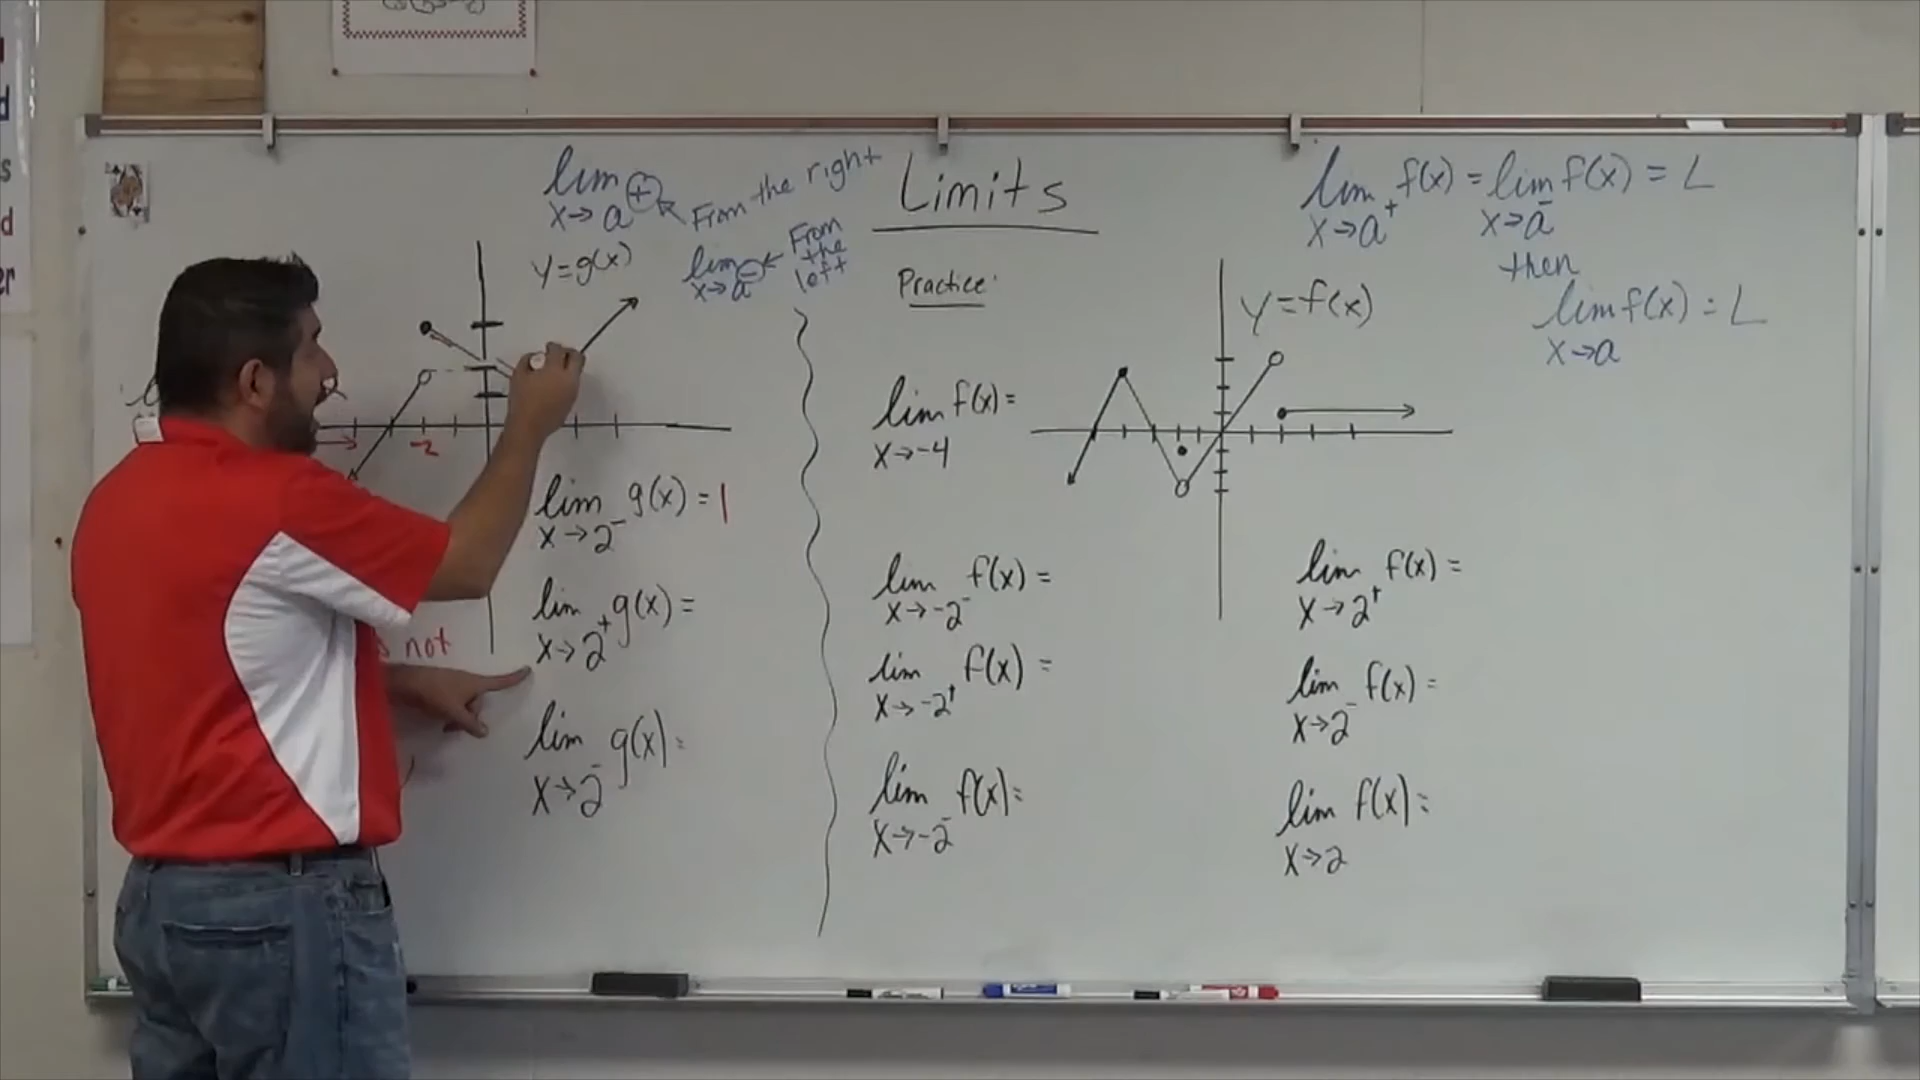 Limits
lim x→a⁺ From the right
lim x→a⁻ ← From the left
y=g(x)
-2
lim x→2⁻ g(x) = 1
lim x→2⁺ g(x) =
s not
lim x→2⁻ g(x) =
Practice:
y=f(x)
lim x→-4 f(x) =
lim x→-2⁻ f(x) =
lim x→-2⁺ f(x) =
lim x→-2⁻ f(x) =
lim x→2⁺ f(x) =
lim x→2⁻ f(x) =
lim x→2 f(x) =
lim x→a⁺ f(x) = lim x→a⁻ f(x) = L
then
lim x→a f(x) = L